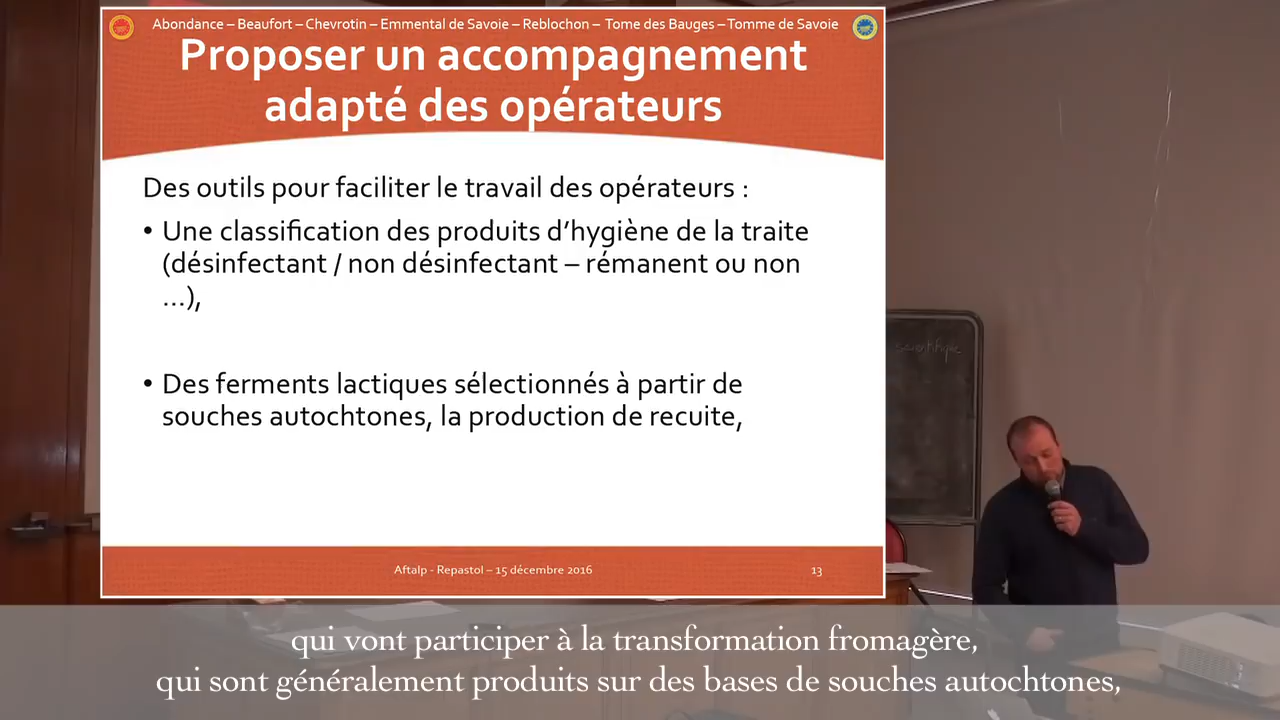 Abondance – Beaufort – Chevrotin – Emmental de Savoie – Reblochon – Tome des Bauges – Tomme de Savoie
Proposer un accompagnement
adapté des opérateurs
Des outils pour faciliter le travail des opérateurs :
• Une classification des produits d’hygiène de la traite
(désinfectant / non désinfectant – rémanent ou non
...),
• Des ferments lactiques sélectionnés à partir de
souches autochtones, la production de recuite,
Aftalp - Repastol – 15 décembre 2016
13
qui vont participer à la transformation fromagère,
qui sont généralement produits sur des bases de souches autochtones,